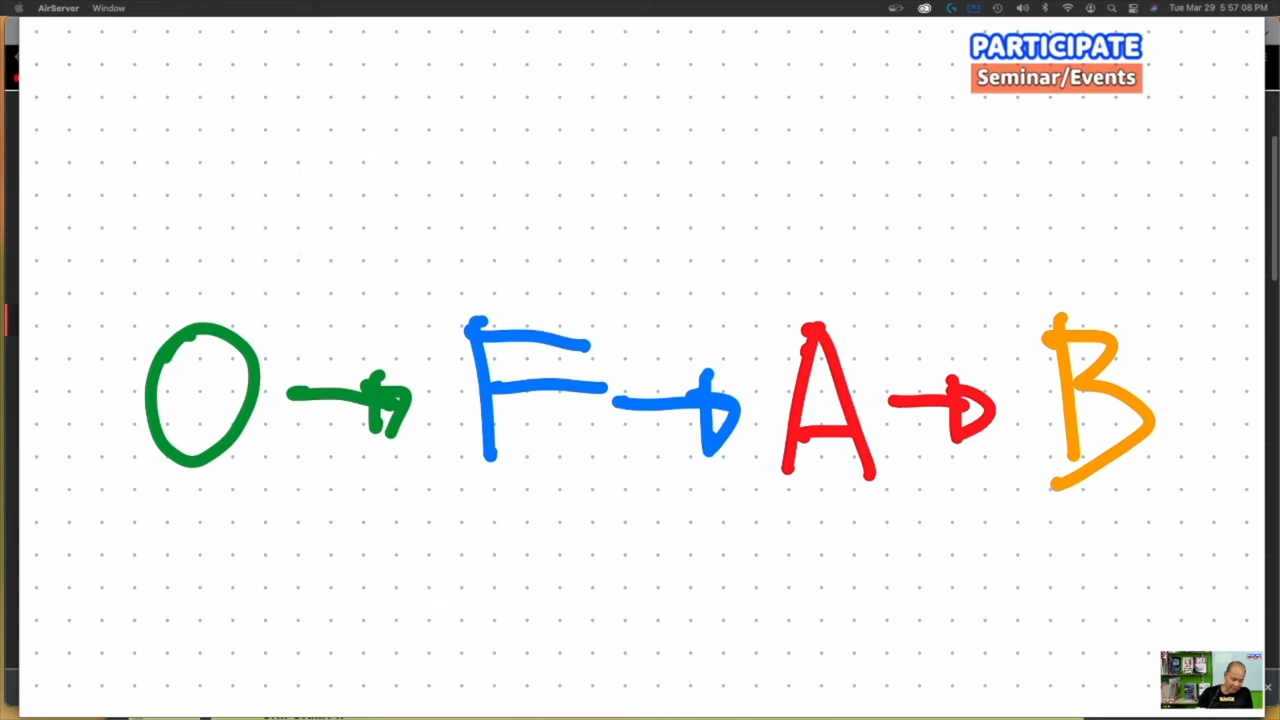 AirServer Window Tue Mar 29 5:57:08 PM
PARTICIPATE
Seminar/Events
O → F → A → B